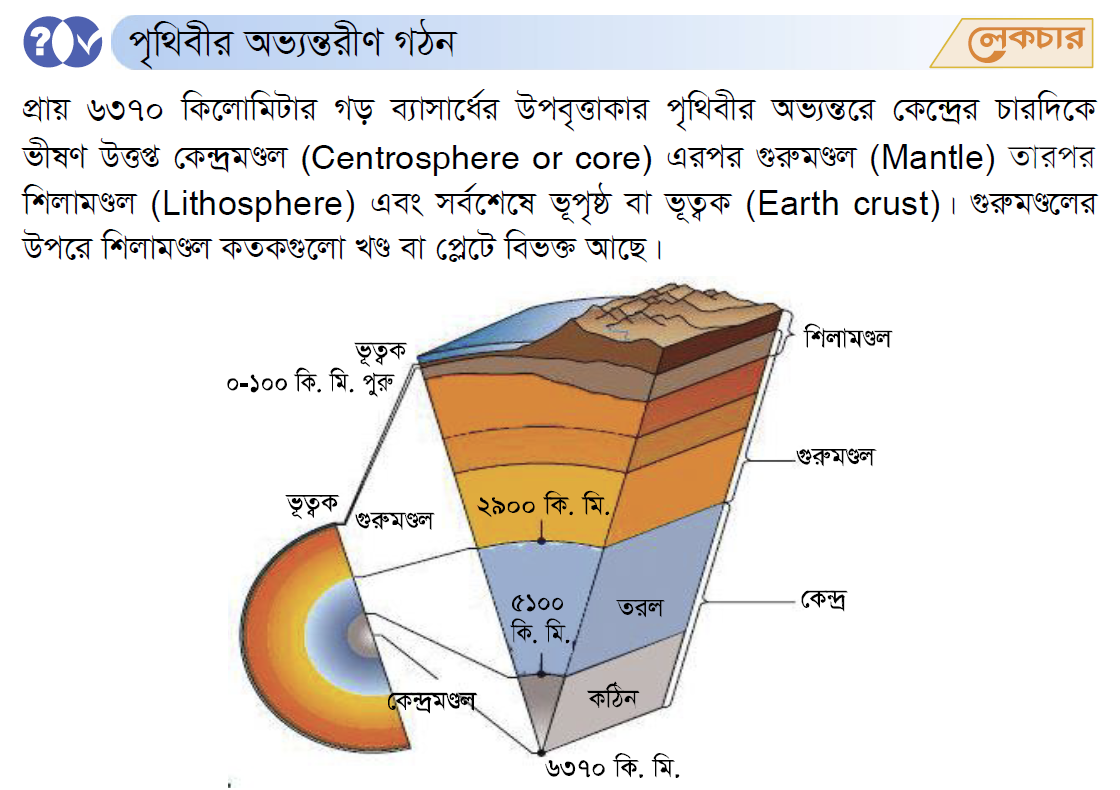 পৃথিবীর অভ্যন্তরীণ গঠন
লেকচার
প্রায় ৬৩৭০ কিলোমিটার গড় ব্যাসার্ধের উপবৃত্তাকার পৃথিবীর অভ্যন্তরে কেন্দ্রের চারদিকে
ভীষণ উত্তপ্ত কেন্দ্রমণ্ডল (Centrosphere or core) এরপর গুরুমণ্ডল (Mantle) তারপর
শিলামণ্ডল (Lithosphere) এবং সর্বশেষে ভূপৃষ্ঠ বা ভূত্বক (Earth crust)। গুরুমণ্ডলের
উপরে শিলামণ্ডল কতকগুলো খণ্ড বা প্লেটে বিভক্ত আছে।
শিলামণ্ডল
ভূত্বক
০-১০০ কি. মি. পুরু
গুরুমণ্ডল
ভূত্বক
গুরুমণ্ডল
২৯০০ কি. মি.
৫১০০
কি. মি.
তরল
কেন্দ্র
কেন্দ্রমণ্ডল
কঠিন
৬৩৭০ কি. মি.